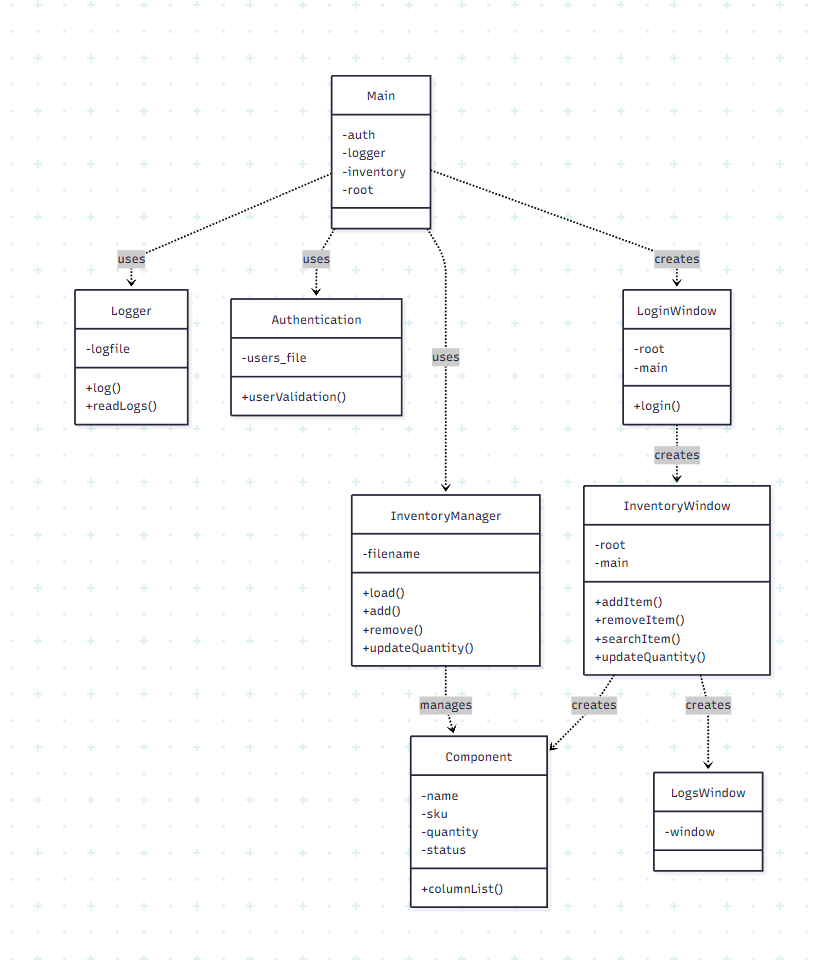 Main
-auth
-logger
-inventory
-root
uses
uses
creates
Logger
-logfile
+log()
+readLogs()
Authentication
-users_file
+userValidation()
uses
LoginWindow
-root
-main
+login()
creates
InventoryManager
-filename
+load()
+add()
+remove()
+updateQuantity()
InventoryWindow
-root
-main
+addItem()
+removeItem()
+searchItem()
+updateQuantity()
manages
creates
creates
Component
-name
-sku
-quantity
-status
+columnList()
LogsWindow
-window